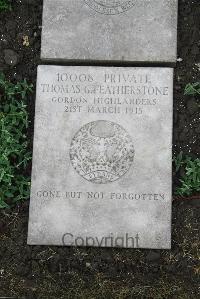 10008 PRIVATE
THOMAS G. FEATHERSTONE
GORDON HIGHLANDERS
21ST MARCH 1915
GONE BUT NOT FORGOTTEN
Copyright